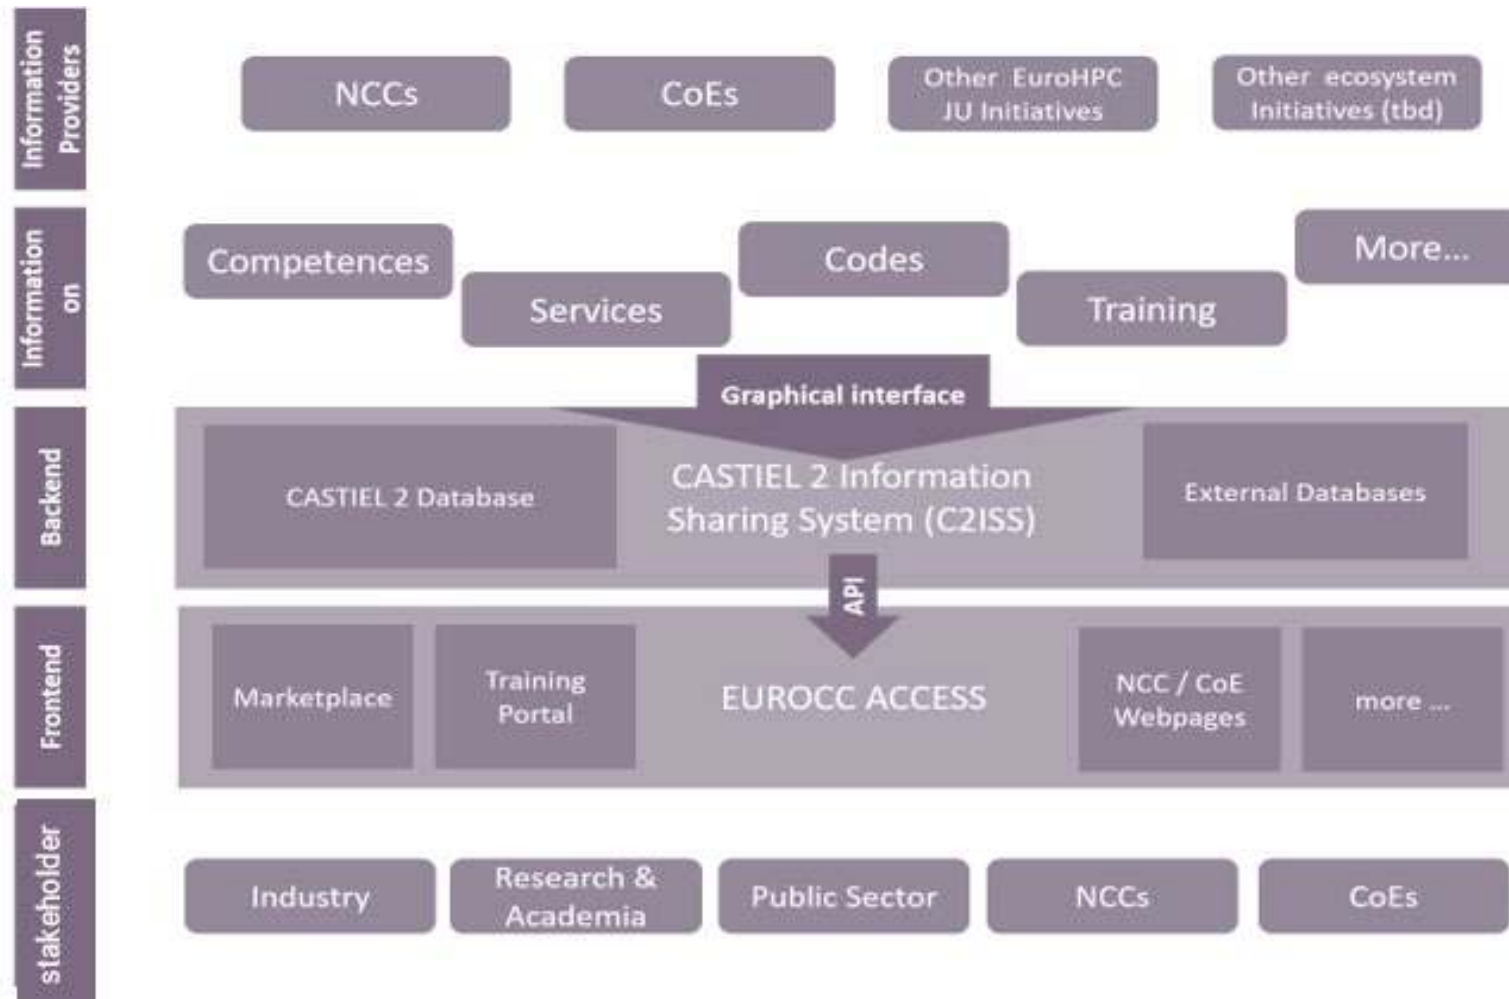 Information
Providers
NCCs
CoEs
Other EuroHPC
JU Initiatives
Other ecosystem
Initiatives (tbd)
Information
on
Competences
Services
Codes
Training
More...
Graphical interface
Backend
CASTIEL 2 Database
CASTIEL 2 Information
Sharing System (C2ISS)
External Databases
API
Frontend
Marketplace
Training
Portal
EUROCC ACCESS
NCC / CoE
Webpages
more ...
stakeholder
Industry
Research &
Academia
Public Sector
NCCs
CoEs